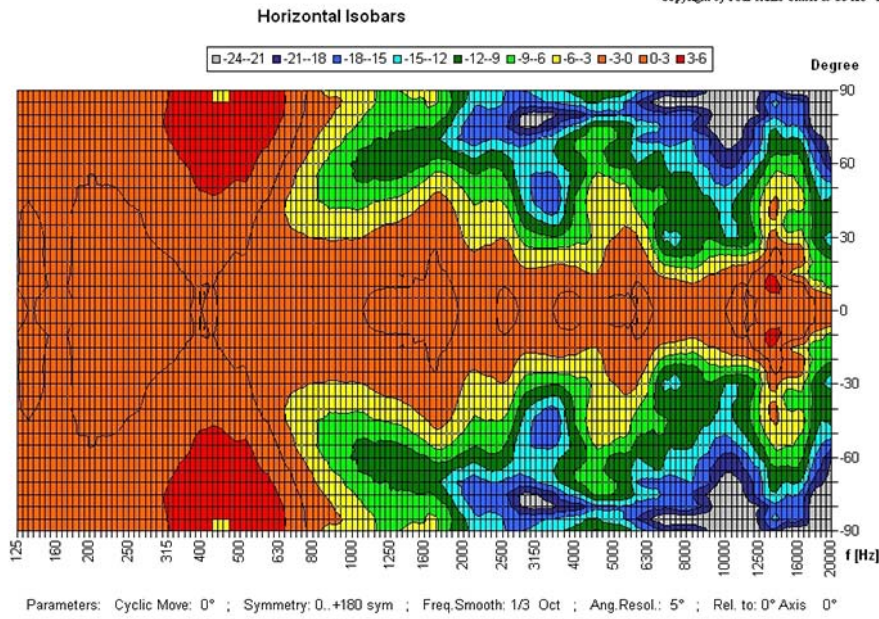 Horizontal Isobars
-24--21 -21--18 -18--15 -15--12 -12--9 -9--6 -6--3 -3-0 0-3 3-6
Degree
90
60
30
0
-30
-60
-90
125 160 200 250 315 400 500 630 800 1000 1250 1600 2000 2500 3150 4000 5000 6300 8000 10000 12500 16000 20000 f [Hz]
Parameters: Cyclic Move: 0° ; Symmetry: 0..+180 sym ; Freq.Smooth: 1/3 Oct ; Ang.Resol.: 5° ; Rel. to: 0° Axis 0°